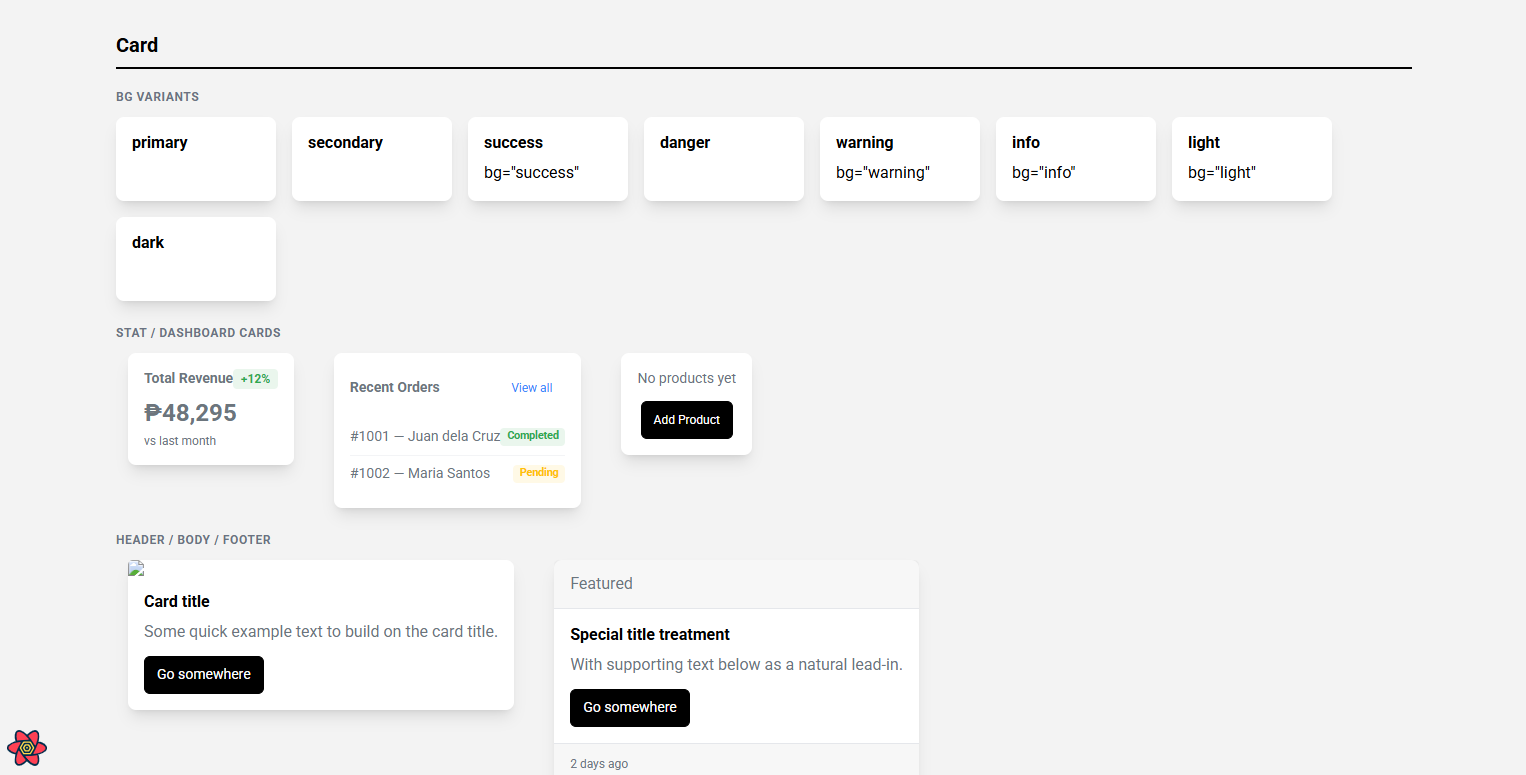 Card
BG VARIANTS
primary
secondary
success
danger
warning
info
light
bg="success"
bg="warning"
bg="info"
bg="light"
dark
STAT / DASHBOARD CARDS
Total Revenue
+12%
₱48,295
vs last month
Recent Orders
View all
#1001 — Juan dela Cruz
Completed
#1002 — Maria Santos
Pending
No products yet
Add Product
HEADER / BODY / FOOTER
Card title
Some quick example text to build on the card title.
Go somewhere
Featured
Special title treatment
With supporting text below as a natural lead-in.
Go somewhere
2 days ago